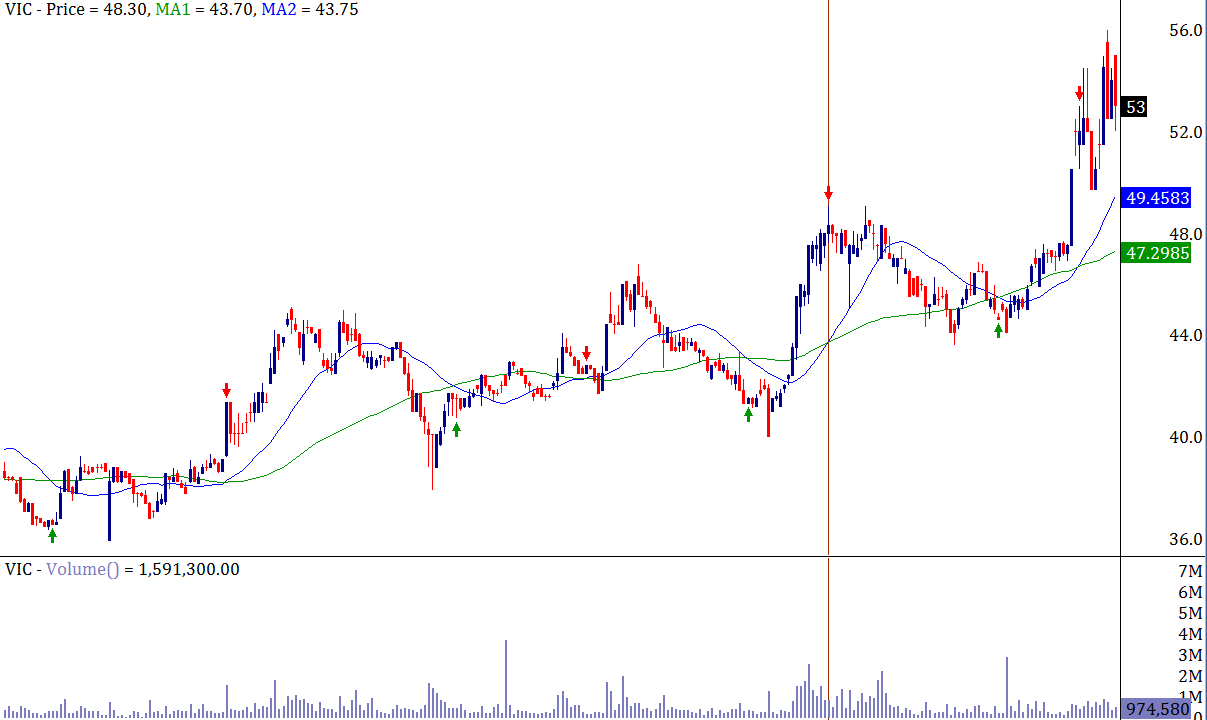 VIC - Price = 48.30, MA1 = 43.70, MA2 = 43.75
56.0
53
52.0
49.4583
48.0
47.2985
44.0
40.0
36.0
VIC - Volume() = 1,591,300.00
7M
6M
5M
4M
3M
2M
1M
974,580